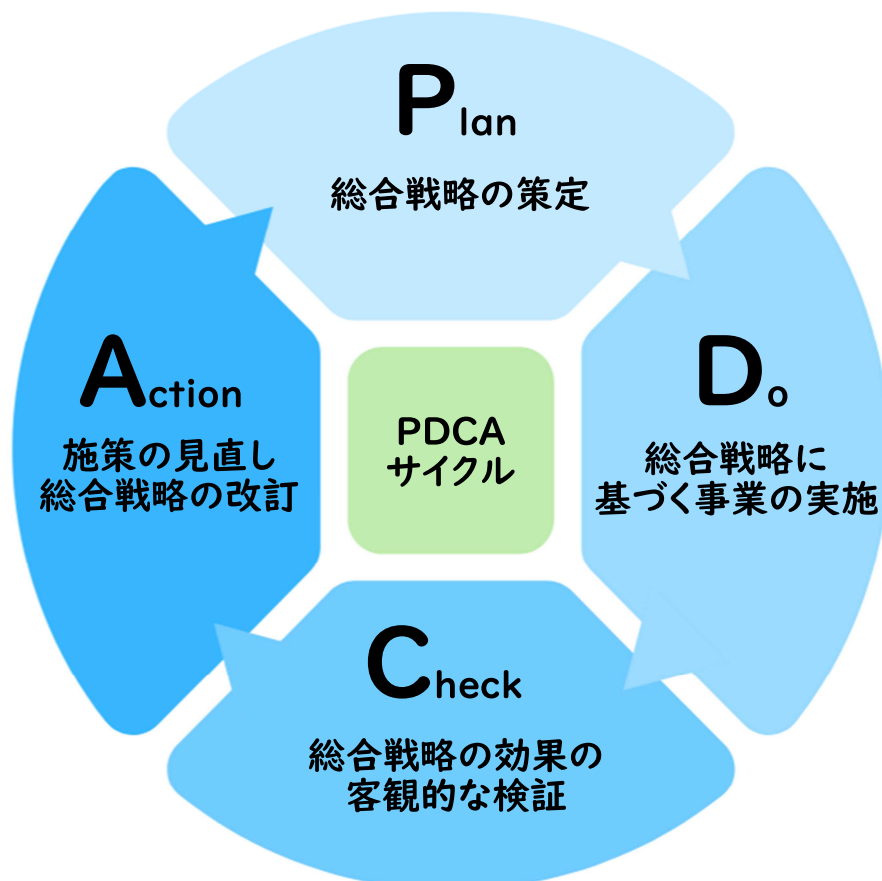 Plan
総合戦略の策定
Do
総合戦略に
基づく事業の実施
Check
総合戦略の効果の
客観的な検証
Action
施策の見直し
総合戦略の改訂
PDCA
サイクル